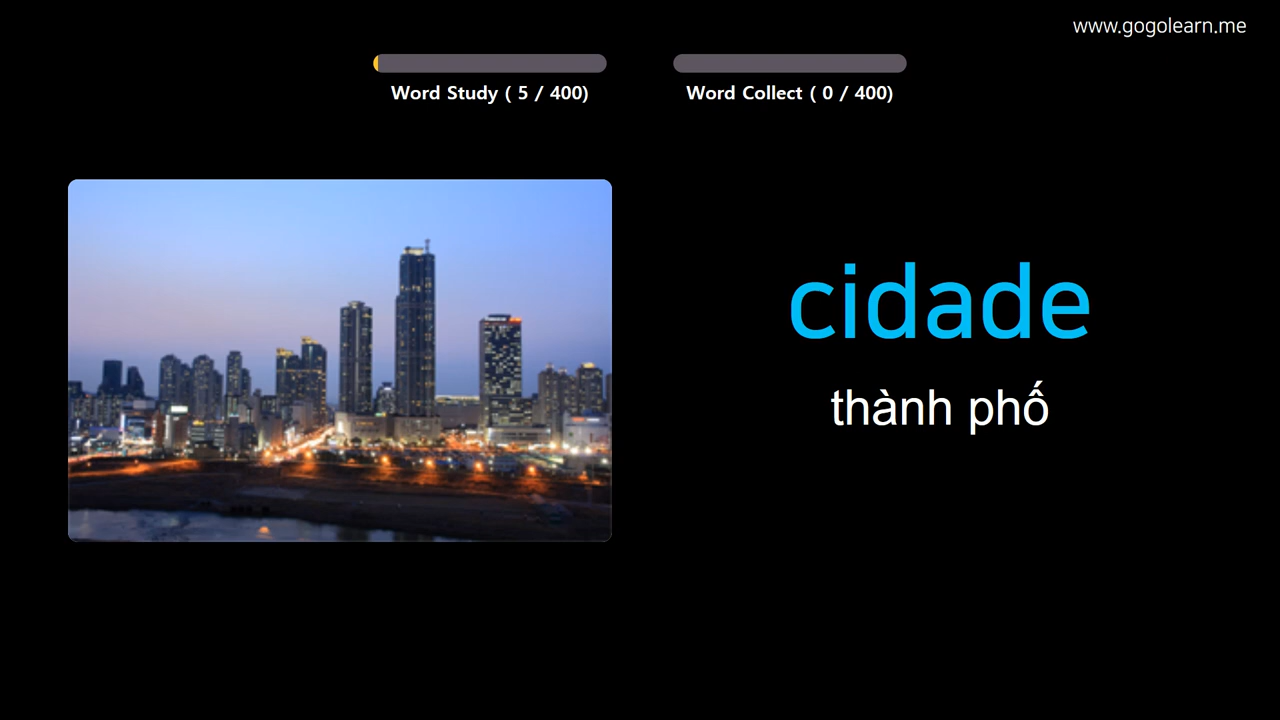 www.gogolearn.me
Word Study ( 5 / 400)
Word Collect ( 0 / 400)
cidade
thành phố